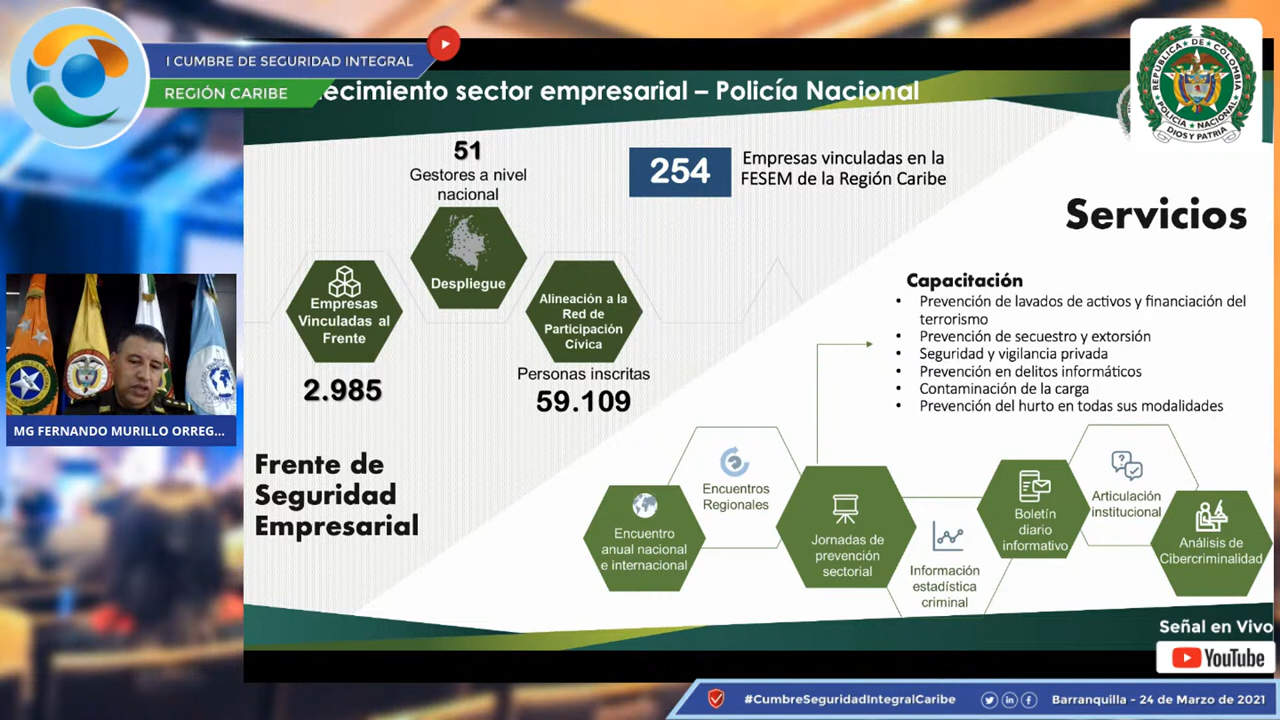 I CUMBRE DE SEGURIDAD INTEGRAL
REGIÓN CARIBE
ecimiento sector empresarial – Policía Nacional
REPUBLICA DE COLOMBIA
POLICIA NACIONAL
DIOS Y PATRIA
51
Gestores a nivel
nacional
Despliegue
254
Empresas vinculadas en la
FESEM de la Región Caribe
Empresas
Vinculadas al
Frente
2.985
Alineación a la
Red de
Participación
Cívica
Personas inscritas
59.109
Servicios
Capacitación
• Prevención de lavados de activos y financiación del
terrorismo
• Prevención de secuestro y extorsión
• Seguridad y vigilancia privada
• Prevención en delitos informáticos
• Contaminación de la carga
• Prevención del hurto en todas sus modalidades
MG FERNANDO MURILLO ORREG...
Frente de
Seguridad
Empresarial
Encuentro
anual nacional
e internacional
Encuentros
Regionales
Jornadas de
prevención
sectorial
Información
estadística
criminal
Boletín
diario
informativo
Articulación
institucional
Análisis de
Cibercriminalidad
Señal en Vivo
YouTube
#CumbreSeguridadIntegralCaribe
Barranquilla - 24 de Marzo de 2021